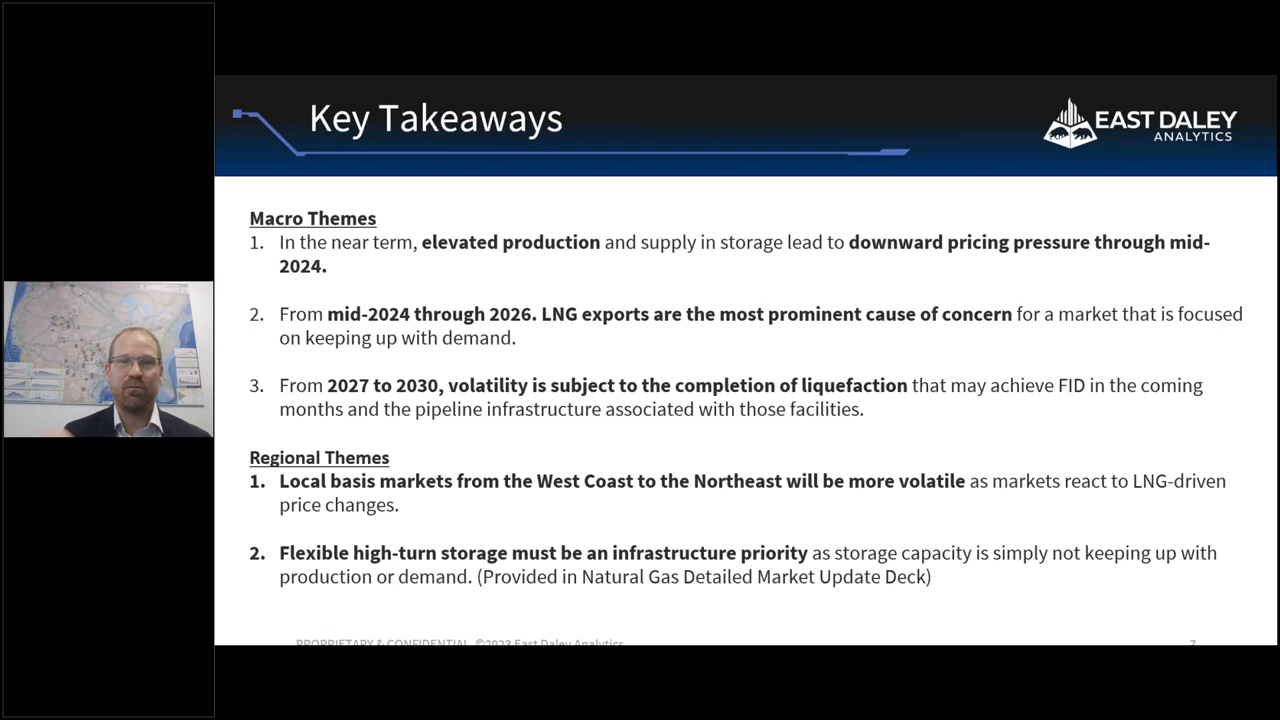 Key Takeaways
EAST DALEY
ANALYTICS
Macro Themes
1. In the near term, elevated production and supply in storage lead to downward pricing pressure through mid-
2024.
2. From mid-2024 through 2026. LNG exports are the most prominent cause of concern for a market that is focused
on keeping up with demand.
3. From 2027 to 2030, volatility is subject to the completion of liquefaction that may achieve FID in the coming
months and the pipeline infrastructure associated with those facilities.
Regional Themes
1. Local basis markets from the West Coast to the Northeast will be more volatile as markets react to LNG-driven
price changes.
2. Flexible high-turn storage must be an infrastructure priority as storage capacity is simply not keeping up with
production or demand. (Provided in Natural Gas Detailed Market Update Deck)
PROPRIETARY & CONFIDENTIAL ©2023 East Daley Analytics
7